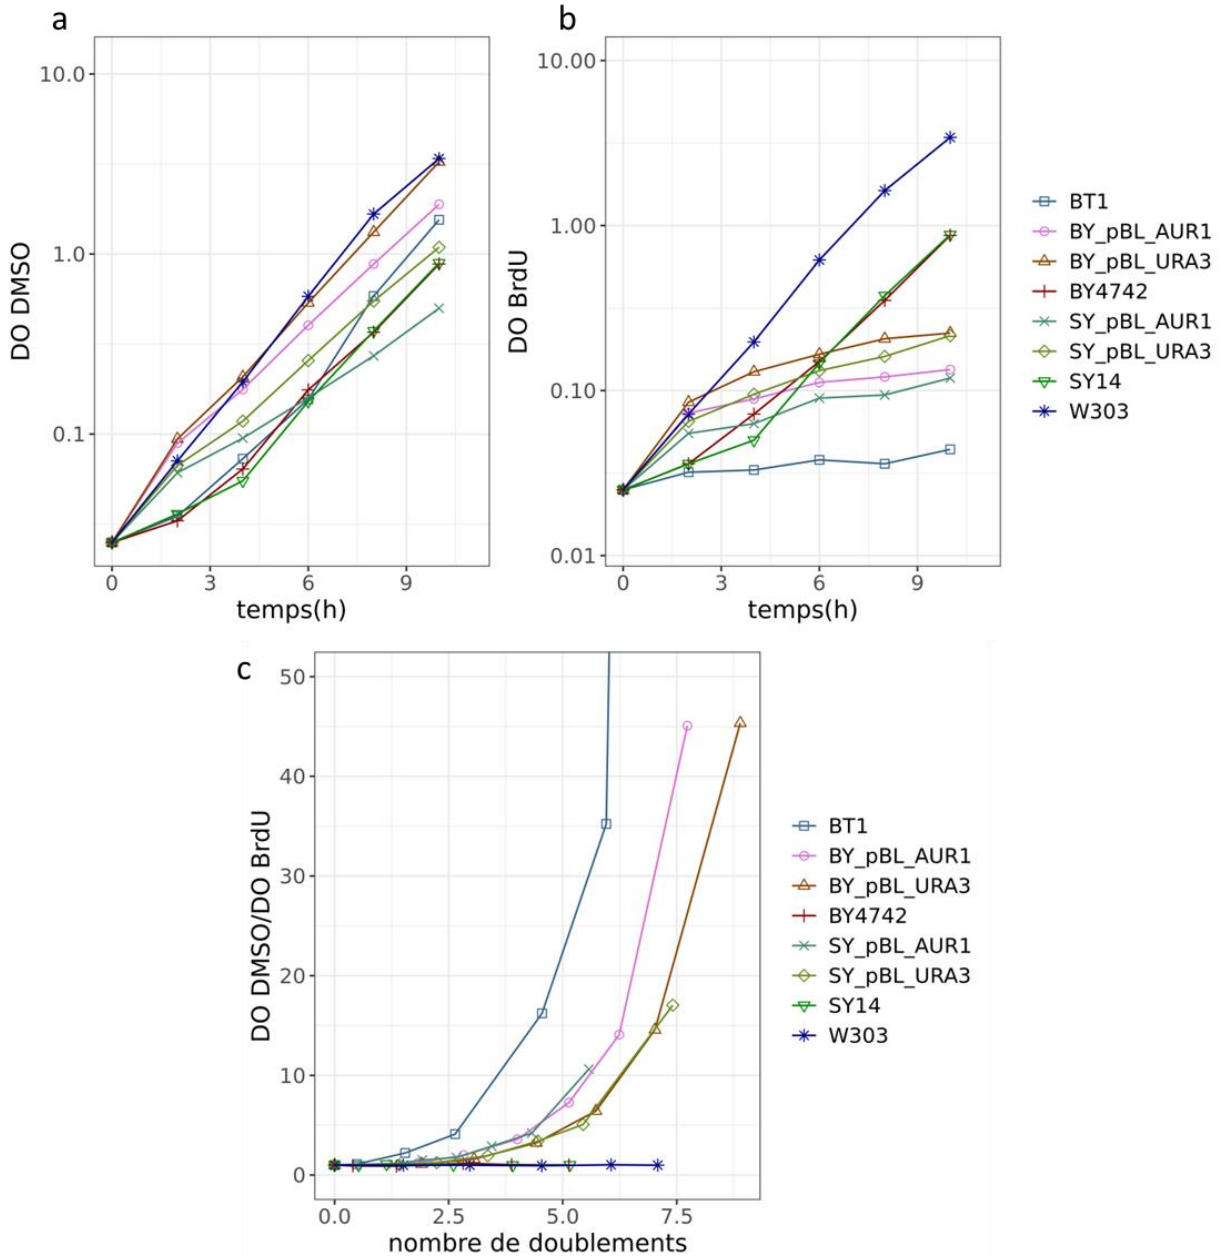 a
b
10.0
1.0
0.1
0
3
6
9
DO DMSO
temps(h)
10.00
1.00
0.10
0.01
0
3
6
9
DO BrdU
temps(h)
BT1
BY_pBL_AUR1
BY_pBL_URA3
BY4742
SY_pBL_AUR1
SY_pBL_URA3
SY14
W303
c
50
40
30
20
10
0
0.0
2.5
5.0
7.5
DO DMSO/DO BrdU
nombre de doublements
BT1
BY_pBL_AUR1
BY_pBL_URA3
BY4742
SY_pBL_AUR1
SY_pBL_URA3
SY14
W303